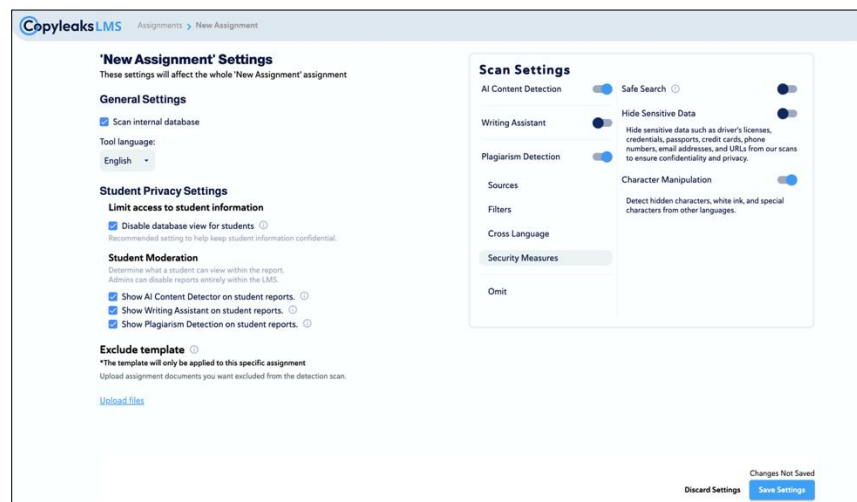 Copyleaks LMS
Assignments > New Assignment
'New Assignment' Settings
These settings will affect the whole 'New Assignment' assignment
General Settings
Scan internal database
Tool language:
English
Student Privacy Settings
Limit access to student information
Disable database view for students
Recommended setting to help keep student information confidential.
Student Moderation
Determine what a student can view within the report.
Admins can disable reports entirely within the LMS.
Show AI Content Detector on student reports.
Show Writing Assistant on student reports.
Show Plagiarism Detection on student reports.
Exclude template
*The template will only be applied to this specific assignment
Upload assignment documents you want excluded from the detection scan.
Upload files
Scan Settings
AI Content Detection
Writing Assistant
Plagiarism Detection
Sources
Filters
Cross Language
Security Measures
Omit
Safe Search
Hide Sensitive Data
Hide sensitive data such as driver's licenses,
credentials, passports, credit cards, phone
numbers, email addresses, and URLs from our scans
to ensure confidentiality and privacy.
Character Manipulation
Detect hidden characters, white ink, and special
characters from other languages.
Changes Not Saved
Discard Settings
Save Settings